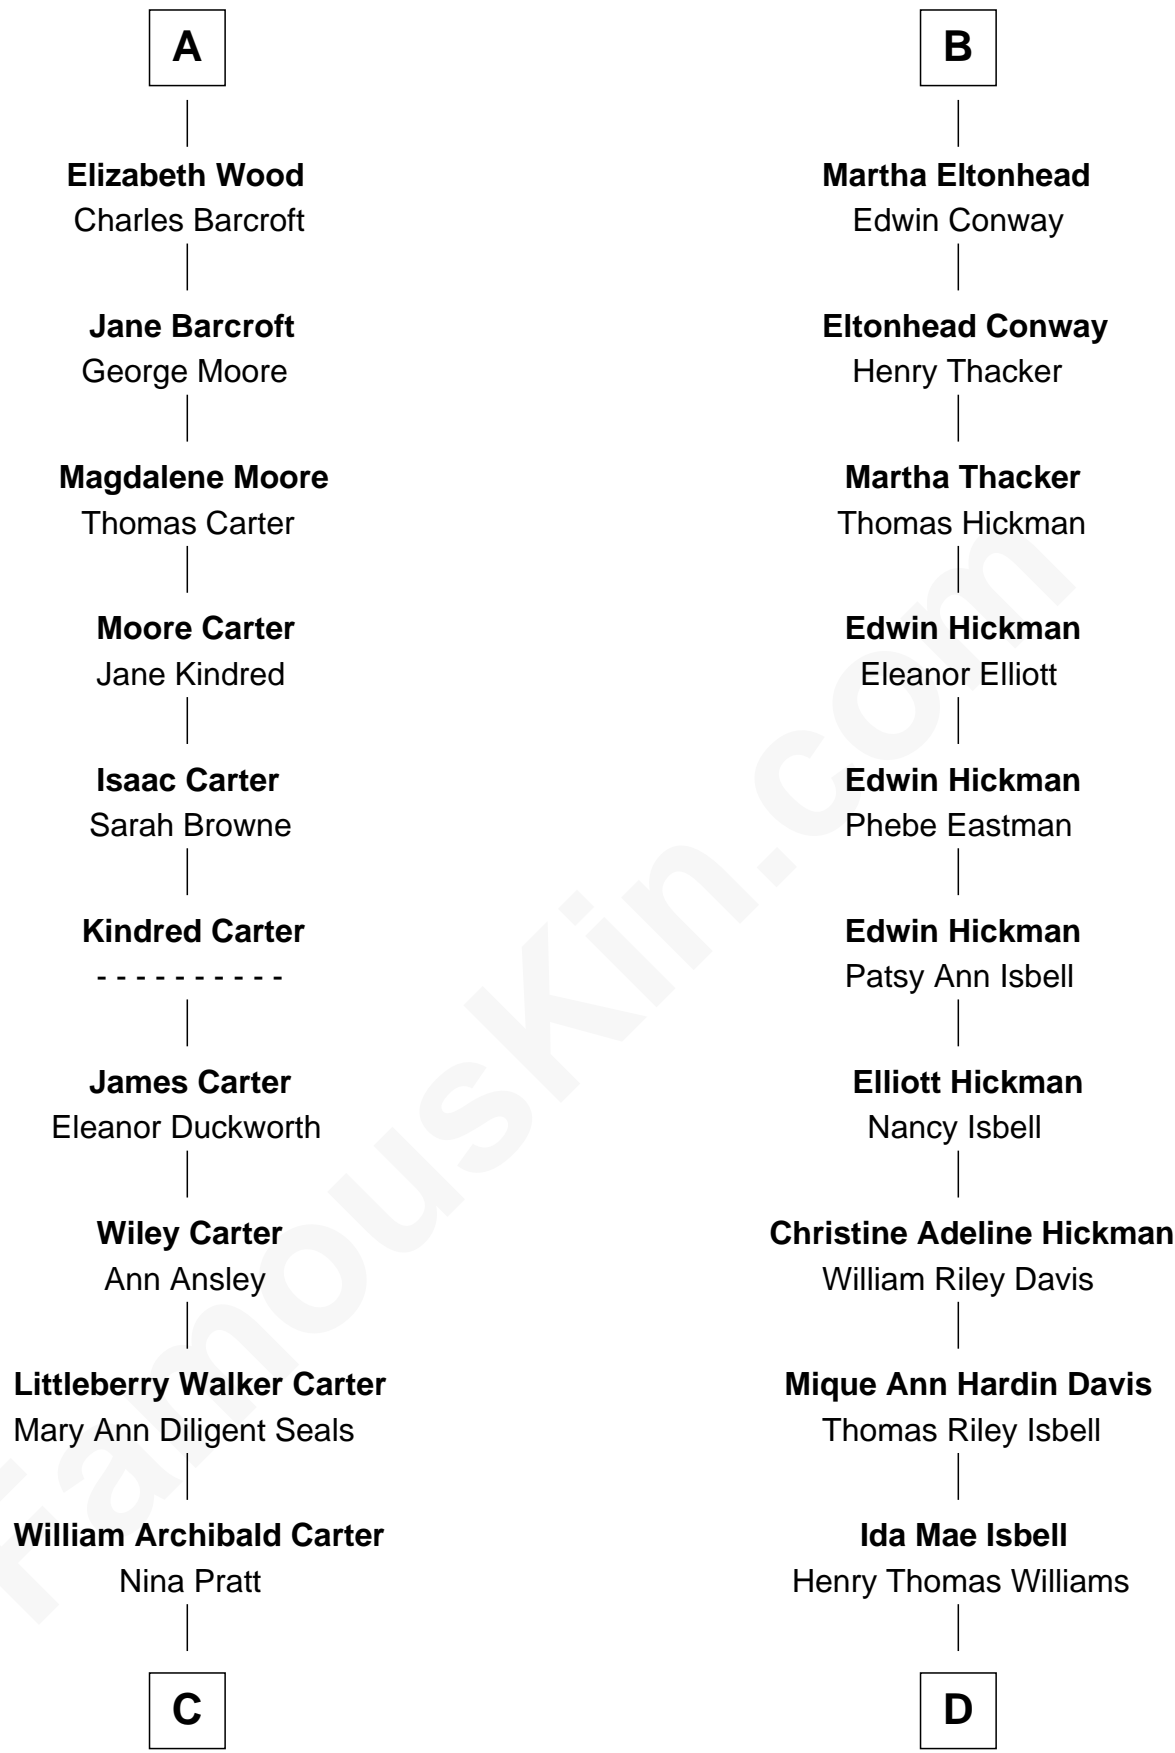 A
Elizabeth Wood
Charles Barcroft
Jane Barcroft
George Moore
Magdalene Moore
Thomas Carter
Moore Carter
Jane Kindred
Isaac Carter
Sarah Browne
Kindred Carter
- - - - - - - - - -
James Carter
Eleanor Duckworth
Wiley Carter
Ann Ansley
Littleberry Walker Carter
Mary Ann Diligent Seals
William Archibald Carter
Nina Pratt
C
B
Martha Eltonhead
Edwin Conway
Eltonhead Conway
Henry Thacker
Martha Thacker
Thomas Hickman
Edwin Hickman
Eleanor Elliott
Edwin Hickman
Phebe Eastman
Edwin Hickman
Patsy Ann Isbell
Elliott Hickman
Nancy Isbell
Christine Adeline Hickman
William Riley Davis
Mique Ann Hardin Davis
Thomas Riley Isbell
Ida Mae Isbell
Henry Thomas Williams
D
FamousKin.com